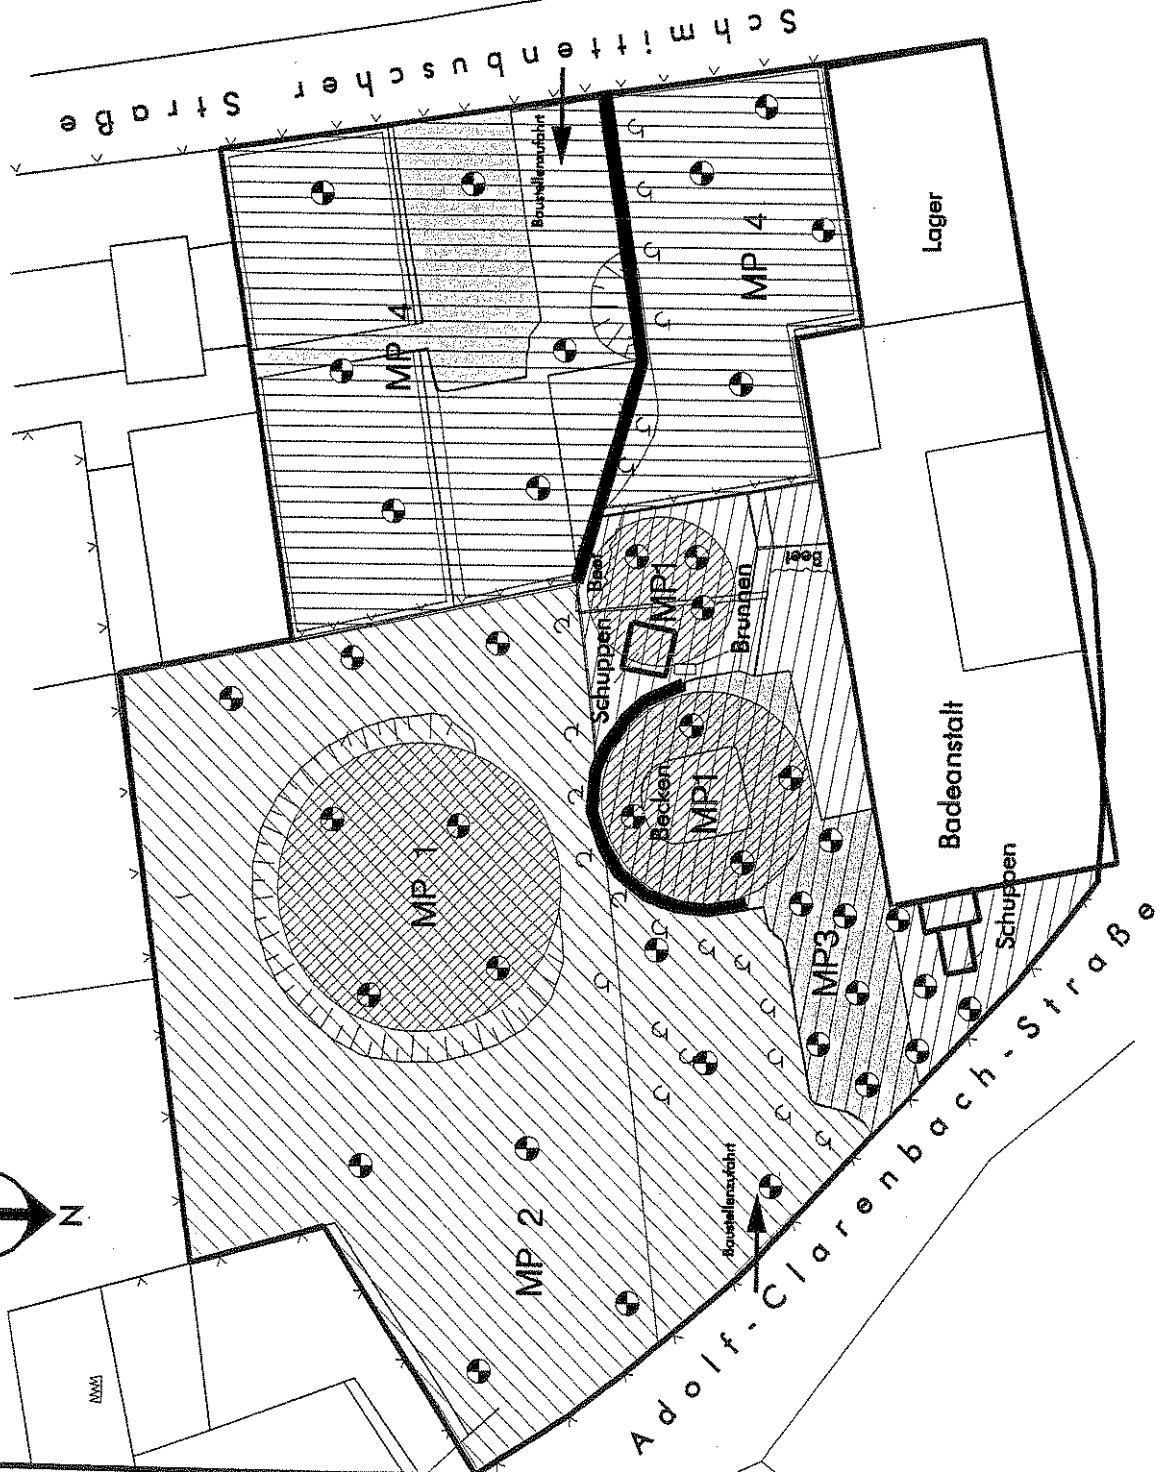 Schmittenbuscher Straße
Baustellenzufahrt
MP 4
MP 4
Lager
Beet
MP1
Schuppen
Brunnen
Beet
Becken
MP1
MP 1
Badeanstalt
Schuppen
MP3
MP 2
Baustellenzufahrt
Adolf-Clarenbach-Straße
N